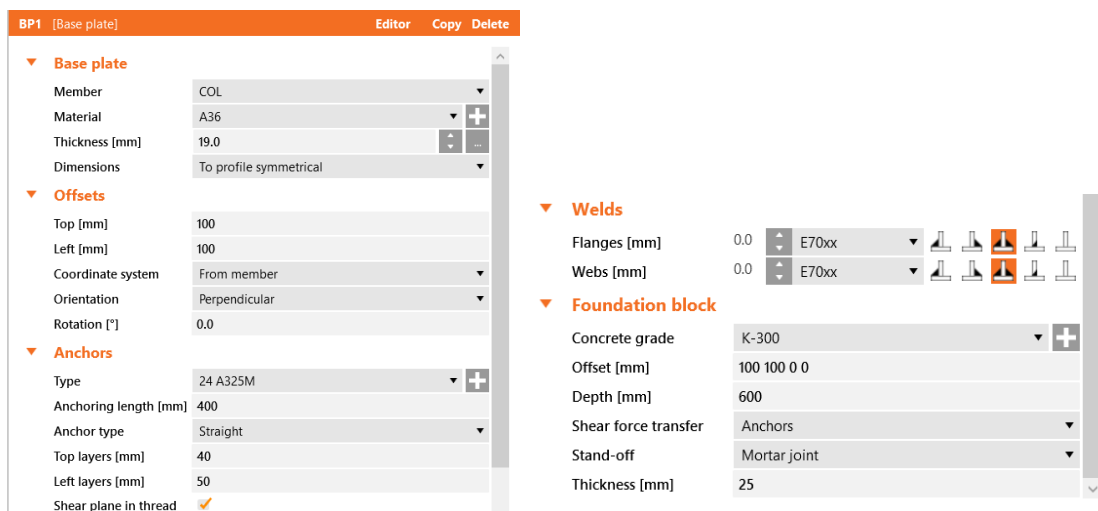 BP1 [Base plate] Editor Copy Delete
Base plate
Member COL
Material A36
Thickness [mm] 19.0 ...
Dimensions To profile symmetrical
Offsets
Top [mm] 100
Left [mm] 100
Coordinate system From member
Orientation Perpendicular
Rotation [°] 0.0
Anchors
Type 24 A325M
Anchoring length [mm] 400
Anchor type Straight
Top layers [mm] 40
Left layers [mm] 50
Shear plane in thread
Welds
Flanges [mm] 0.0 E70xx
Webs [mm] 0.0 E70xx
Foundation block
Concrete grade K-300
Offset [mm] 100 100 0 0
Depth [mm] 600
Shear force transfer Anchors
Stand-off Mortar joint
Thickness [mm] 25